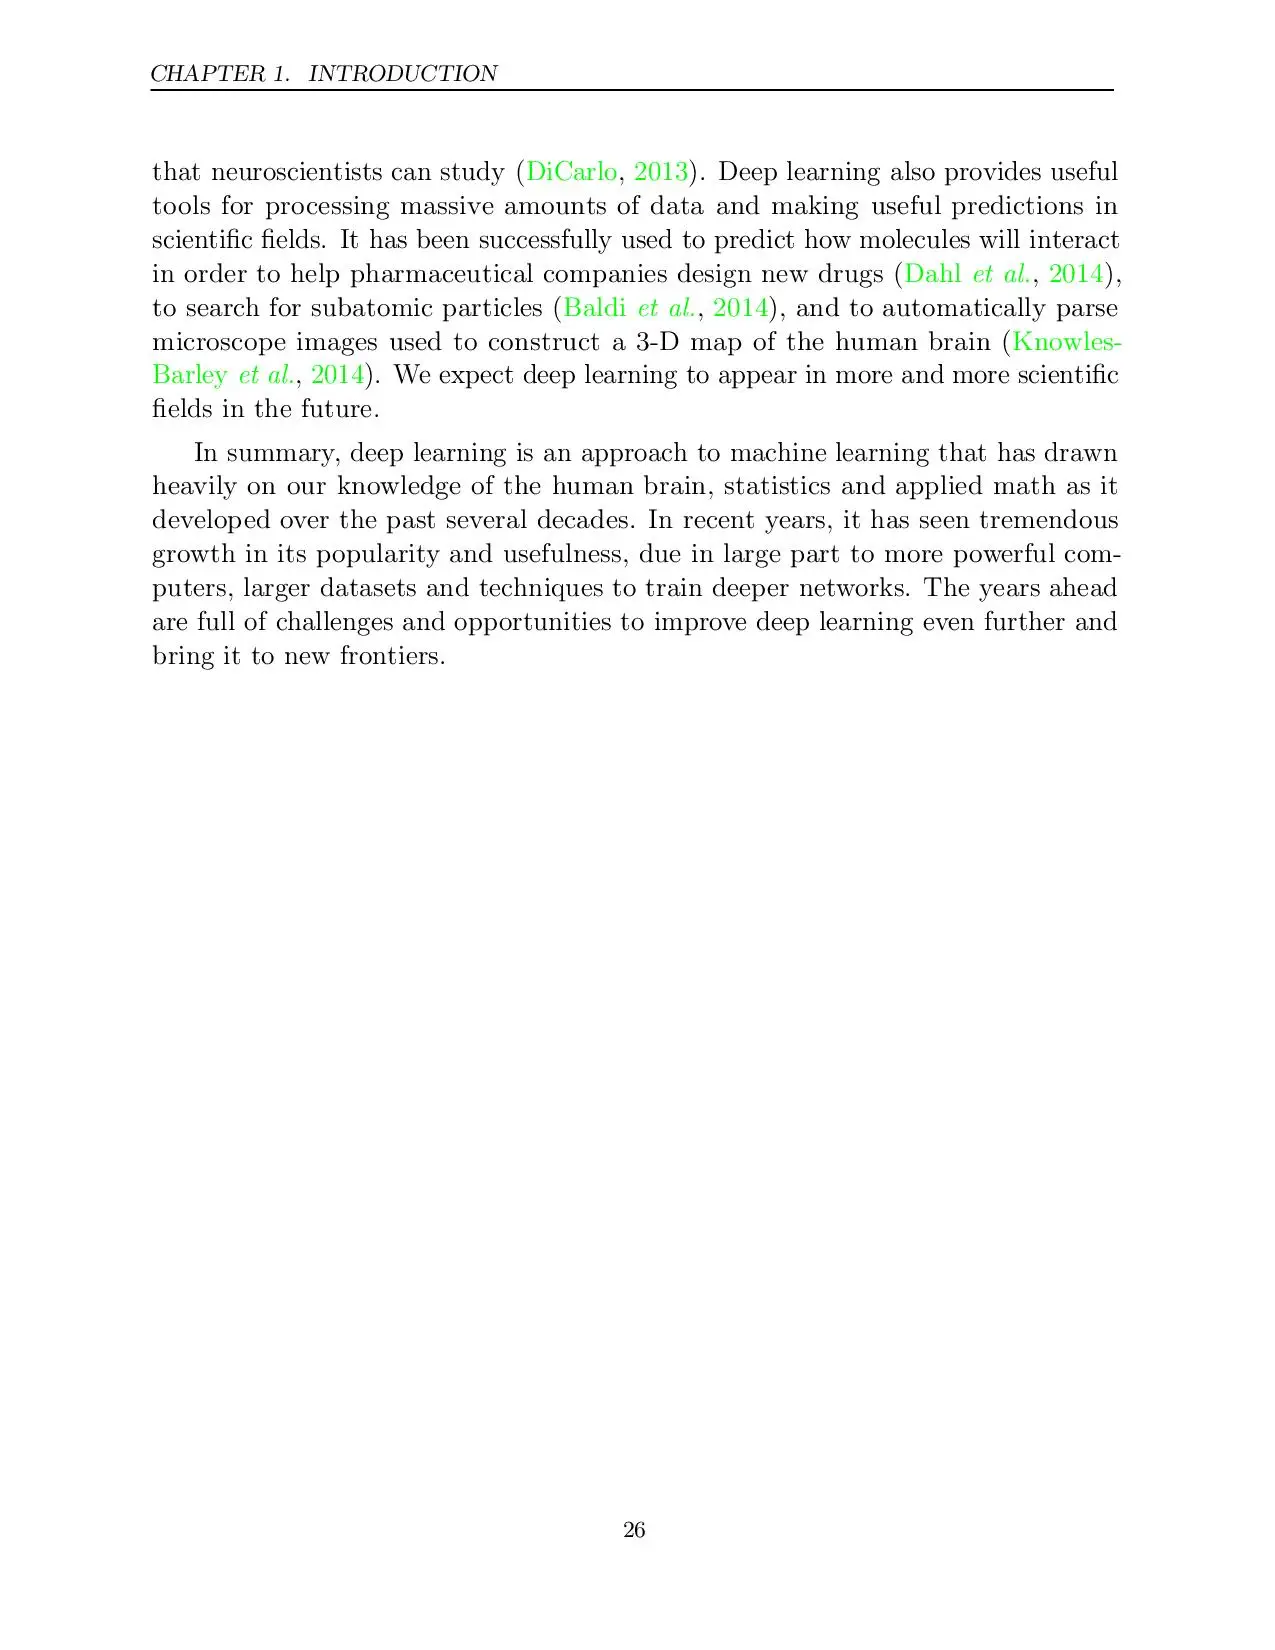 CHAPTER 1. INTRODUCTION
that neuroscientists can study (DiCarlo, 2013). Deep learning also provides useful
tools for processing massive amounts of data and making useful predictions in
scientific fields. It has been successfully used to predict how molecules will interact
in order to help pharmaceutical companies design new drugs (Dahl et al., 2014),
to search for subatomic particles (Baldi et al., 2014), and to automatically parse
microscope images used to construct a 3-D map of the human brain (Knowles-
Barley et al., 2014). We expect deep learning to appear in more and more scientific
fields in the future.
In summary, deep learning is an approach to machine learning that has drawn
heavily on our knowledge of the human brain, statistics and applied math as it
developed over the past several decades. In recent years, it has seen tremendous
growth in its popularity and usefulness, due in large part to more powerful com-
puters, larger datasets and techniques to train deeper networks. The years ahead
are full of challenges and opportunities to improve deep learning even further and
bring it to new frontiers.
26